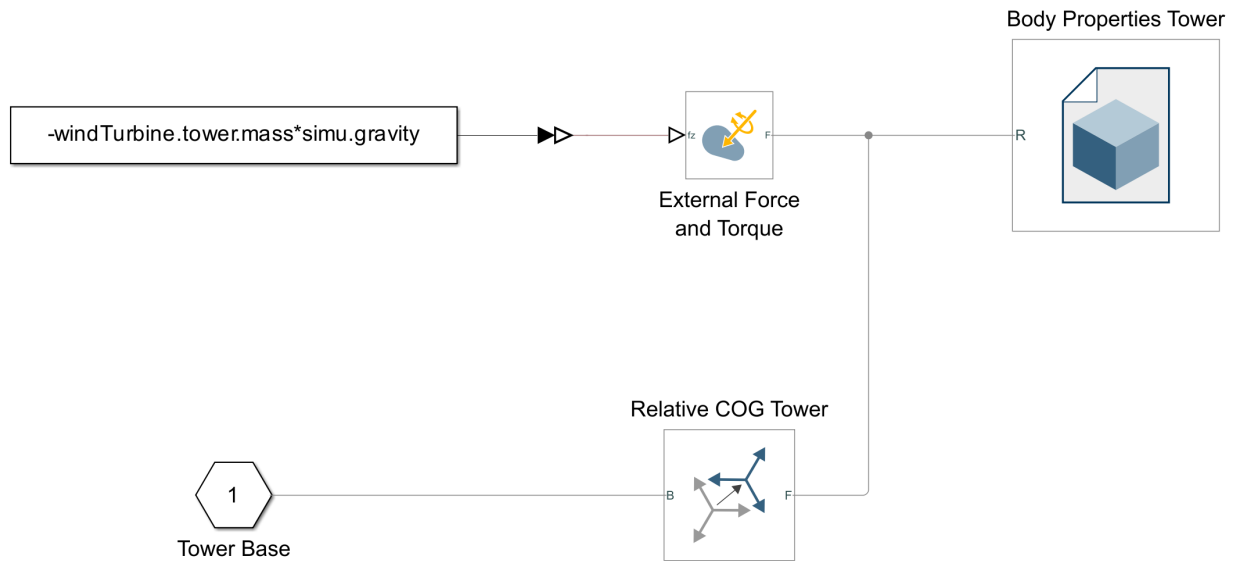 Body Properties Tower
-windTurbine.tower.mass*simu.gravity
fz
F
R
External Force
and Torque
Relative COG Tower
1
B
F
Tower Base